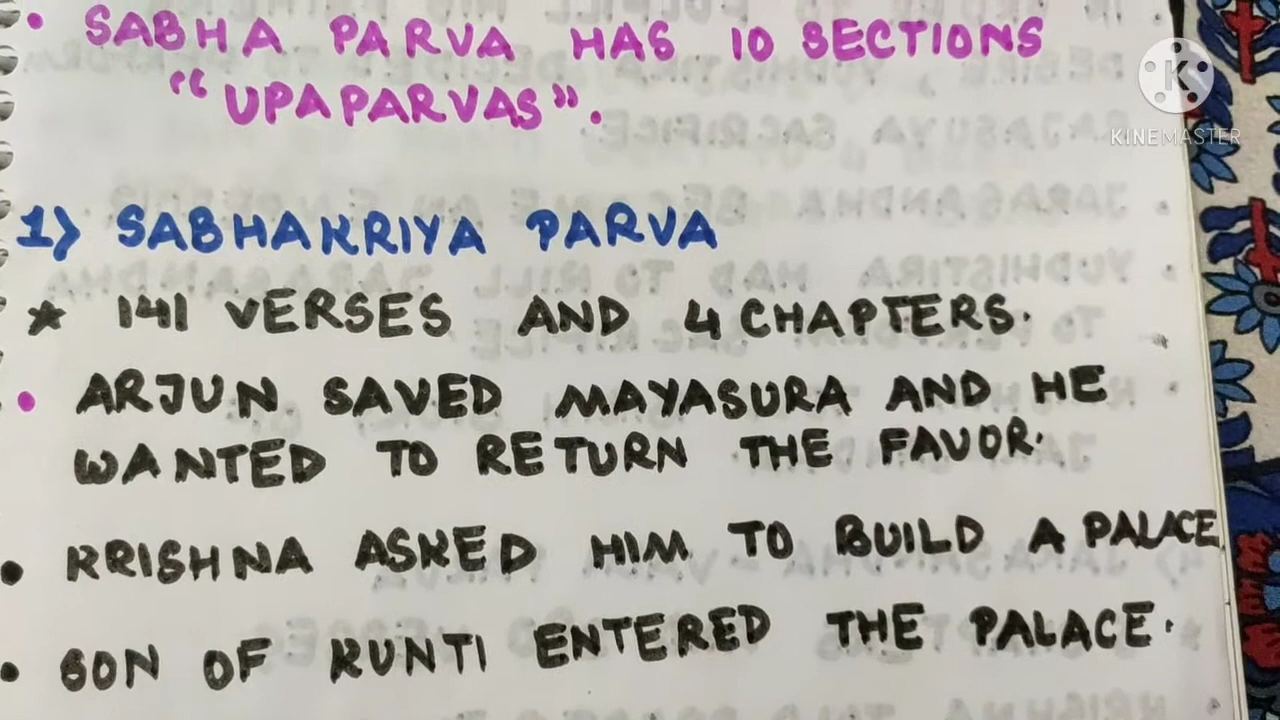 • SABHA PARVA HAS 10 SECTIONS
"UPAPARVAS".
K
KINEMASTER
1) SABHAKRIYA PARVA
* 141 VERSES AND 4 CHAPTERS.
• ARJUN SAVED MAYASURA AND HE
WANTED TO RETURN THE FAVOR.
• KRISHNA ASKED HIM TO BUILD A PALACE
• SON OF KUNTI ENTERED THE PALACE.